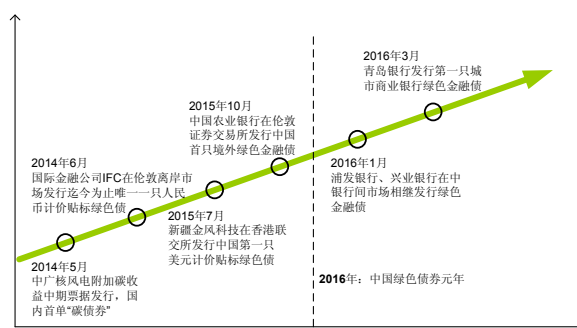 2016年3月
青岛银行发行第一只城
市商业银行绿色金融债
2015年10月
中国农业银行在伦敦
证券交易所发行中国
首只境外绿色金融债
2014年6月
国际金融公司IFC在伦敦离岸市
场发行迄今为止唯一一只人民
币计价贴标绿色债
2016年1月
浦发银行、兴业银行在中
银行间市场相继发行绿色
金融债
2015年7月
新疆金风科技在香港联
交所发行中国第一只
美元计价贴标绿色债
2014年5月
中广核风电附加碳收
益中期票据发行，国
内首单“碳债券”
2016年：中国绿色债券元年